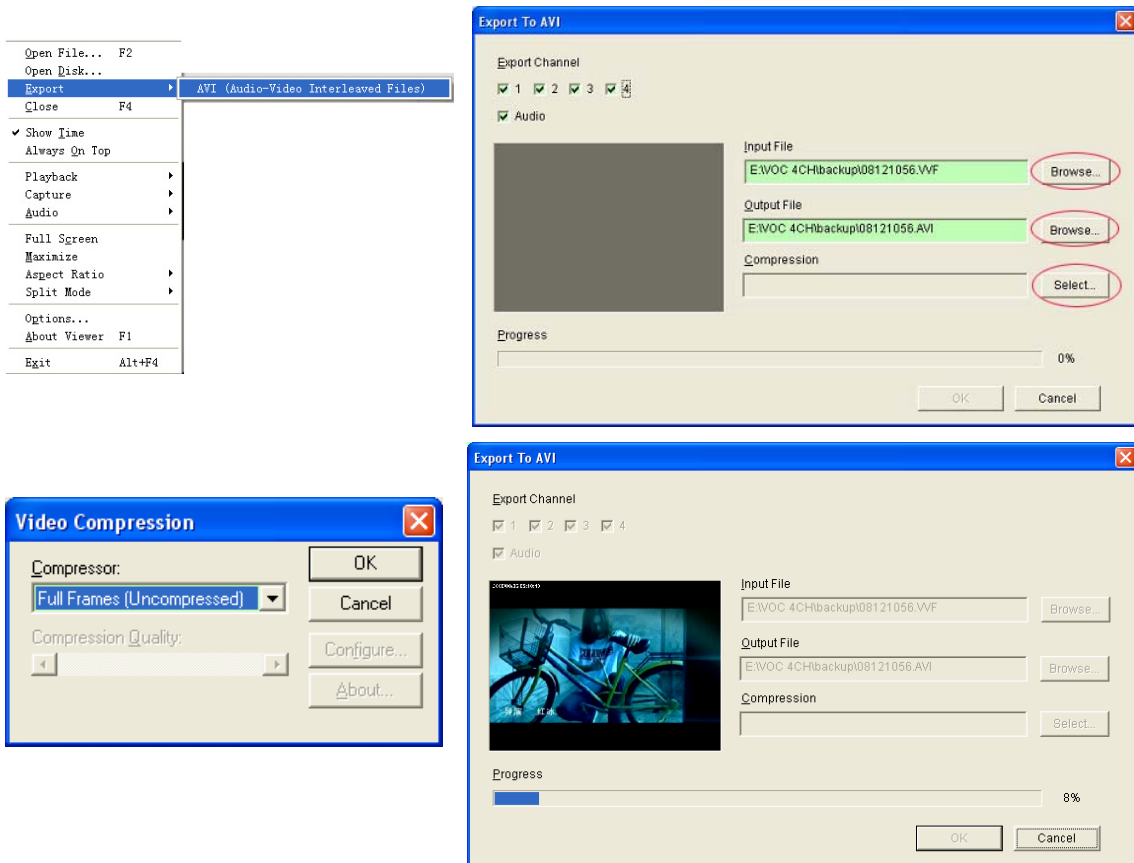 Open File... F2
Open Disk...
Export
AVI (Audio-Video Interleaved Files)
Close F4
Show Time
Always On Top
Playback
Capture
Audio
Full Screen
Maximize
Aspect Ratio
Split Mode
Options...
About Viewer F1
Exit Alt+F4
Export To AVI
Export Channel
1 2 3 4
Audio
Input File
E:\VOC 4CH\backup\08121056.VVF Browse...
Output File
E:\VOC 4CH\backup\08121056.AVI Browse...
Compression
Select...
Progress
0%
OK Cancel
Video Compression
Compressor:
Full Frames (Uncompressed)
Compression Quality:
OK
Cancel
Configure...
About...
Export To AVI
Export Channel
1 2 3 4
Audio
Input File
E:\VOC 4CH\backup\08121056.VVF Browse...
Output File
E:\VOC 4CH\backup\08121056.AVI Browse...
Compression
Select...
Progress
8%
OK Cancel